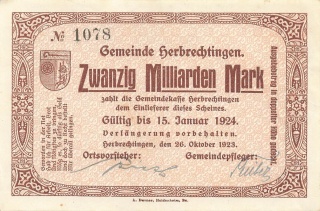 № 1078
Gemeinde Herbrechtingen.
Zwanzig Milliarden Mark
zahlt die Gemeindekasse Herbrechtingen
dem Einlieferer dieses Scheines.
Gültig bis 15. Januar 1924.
Verlängerung vorbehalten.
Herbrechtingen, den 26. Oktober 1923.
Ortsvorsteher: Gemeindepfleger: